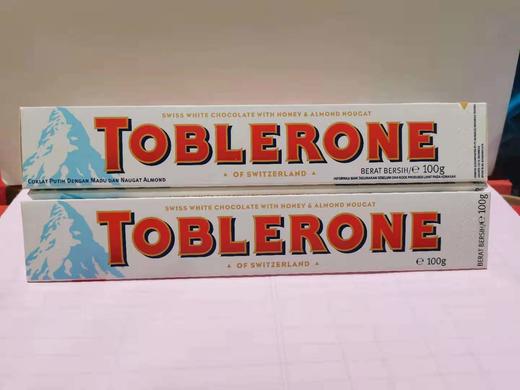 SWISS WHITE CHOCOLATE WITH HONEY & ALMOND NOUGAT
TOBLERONE
OF SWITZERLAND
BERAT BERSIH/℮ 100g
COKLAT PUTIH DENGAN MADU DAN NAUGAT ALMOND
SWISS WHITE CHOCOLATE WITH HONEY & ALMOND NOUGAT
TOBLERONE
OF SWITZERLAND
℮ 100g
BERAT BERSIH/℮ 100g